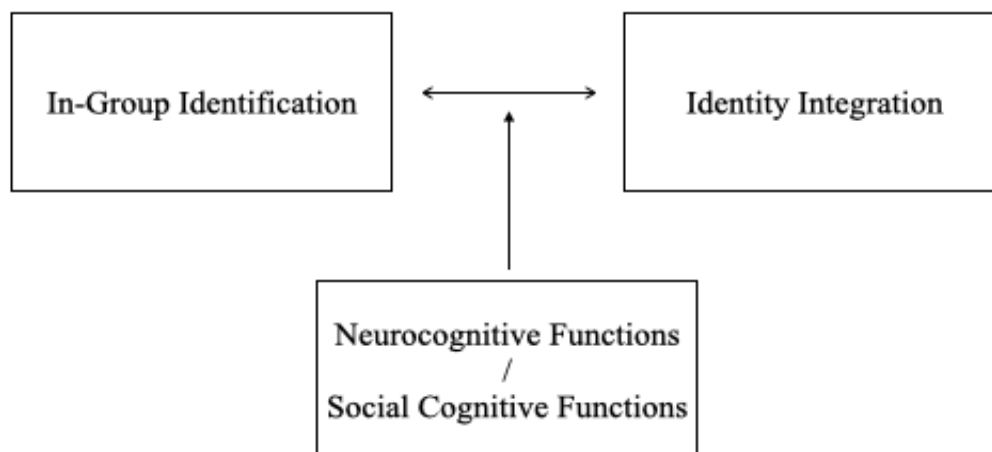 In-Group Identification
Identity Integration
Neurocognitive Functions
/
Social Cognitive Functions